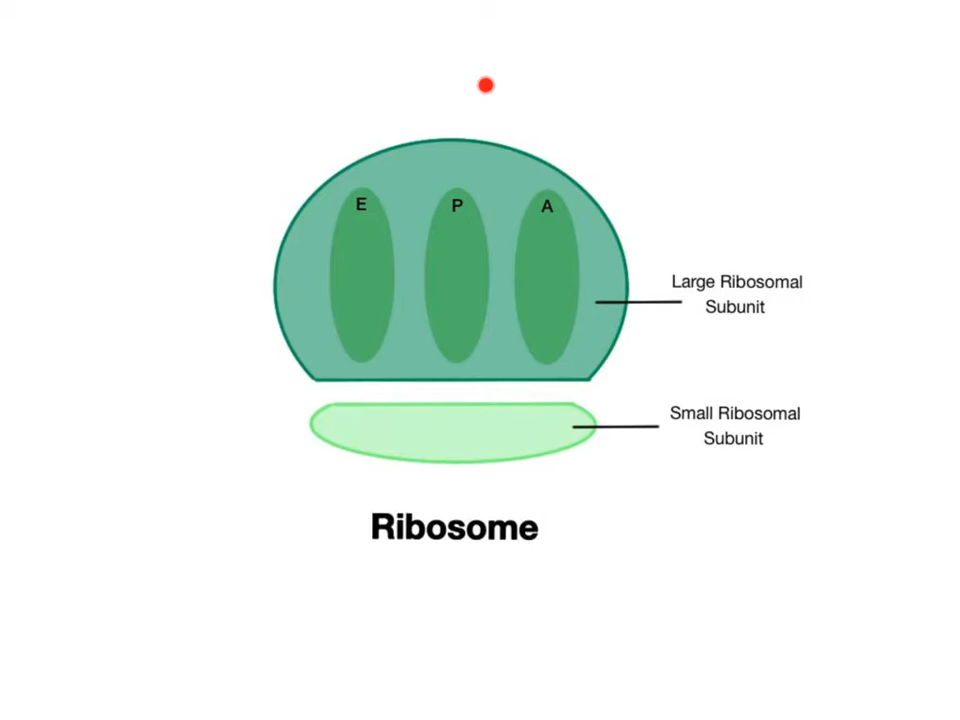 E P A
Large Ribosomal
Subunit
Small Ribosomal
Subunit
Ribosome